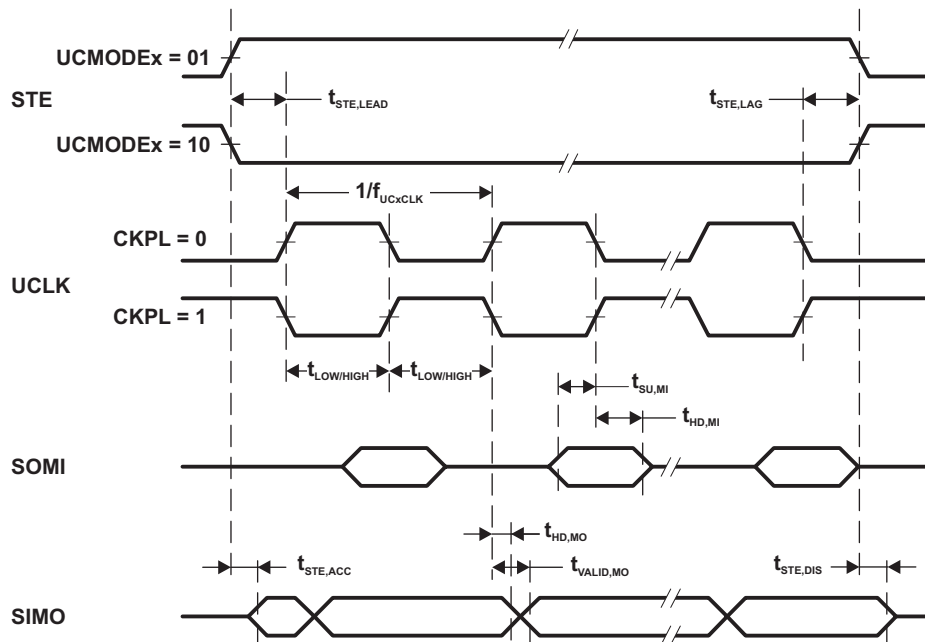 UCMODEx = 01
STE
tSTE,LEAD
tSTE,LAG
UCMODEx = 10
1/fUCxCLK
CKPL = 0
UCLK
CKPL = 1
tLOW/HIGH
tLOW/HIGH
tSU,MI
tHD,MI
SOMI
tHD,MO
tSTE,ACC
tVALID,MO
tSTE,DIS
SIMO